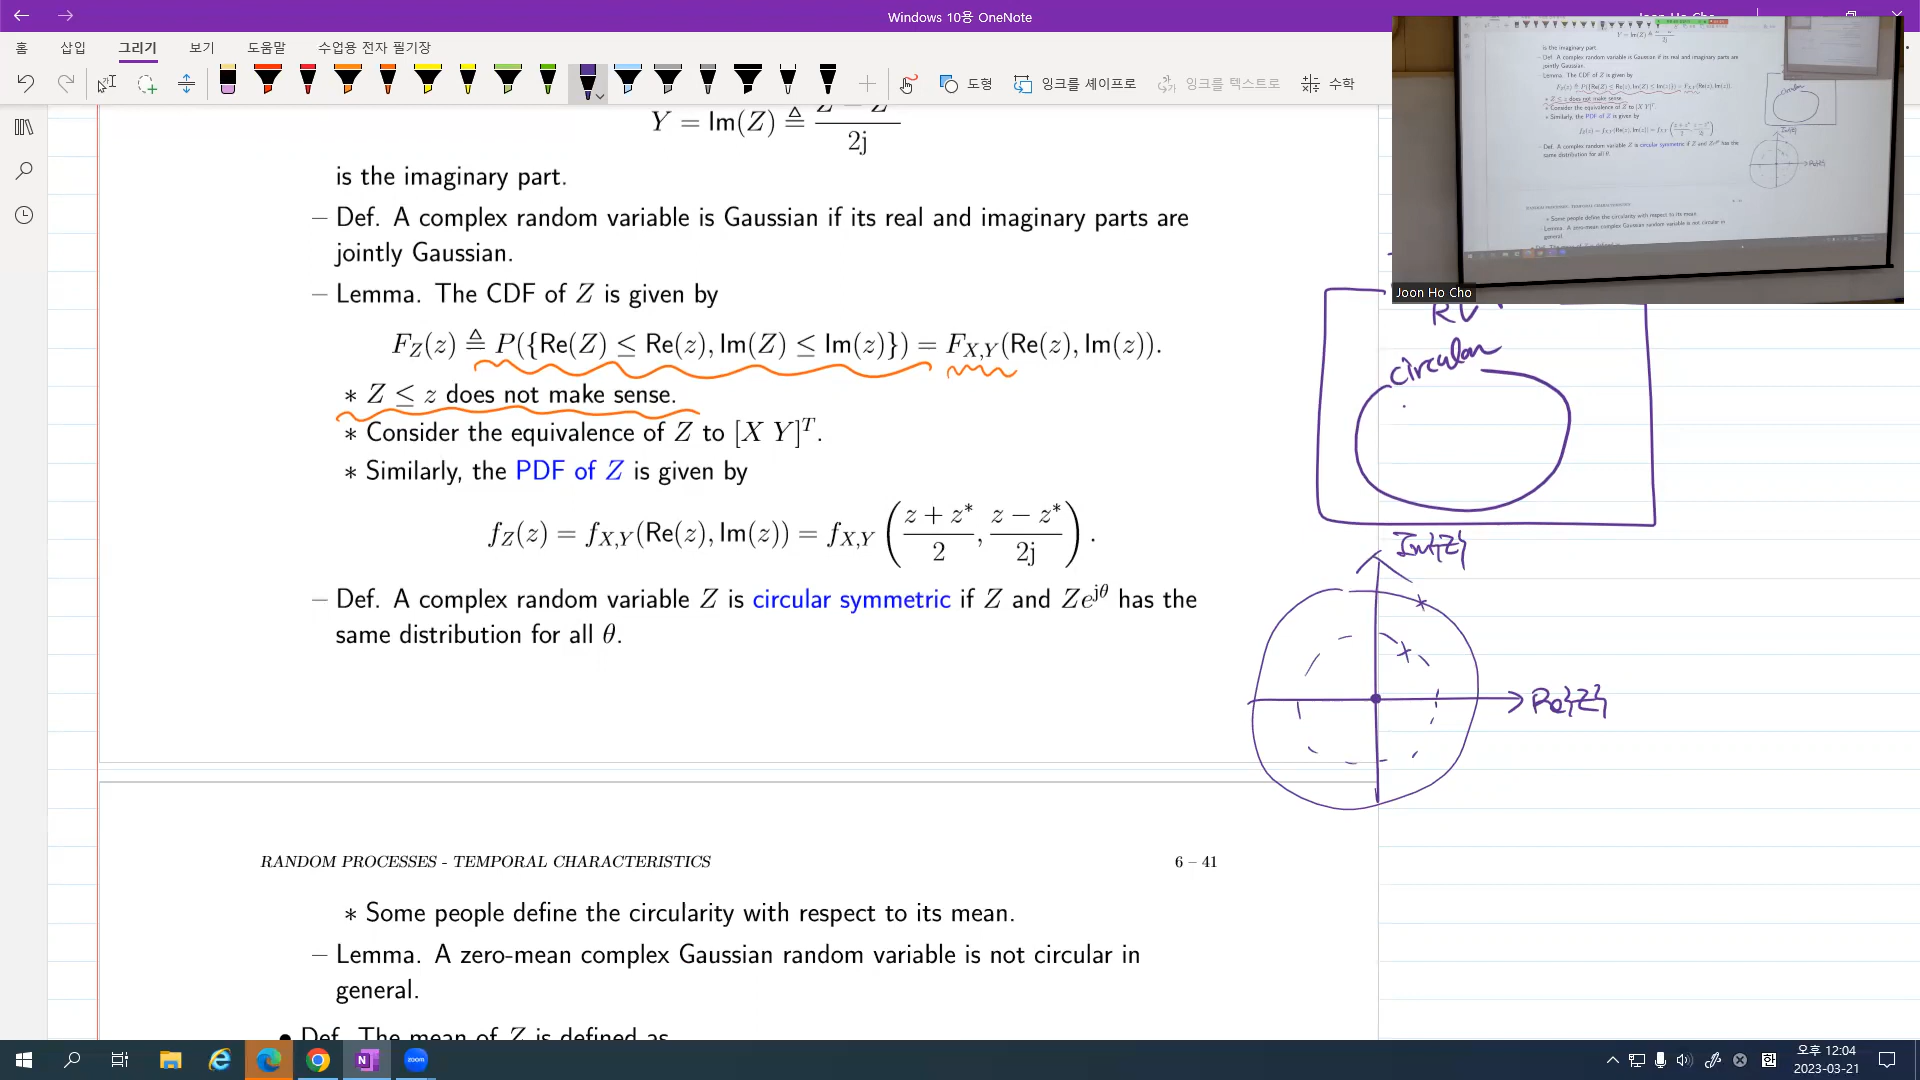 Windows 10용 OneNote
홈 삽입 그리기 보기 도움말 수업용 전자 필기장
도형 잉크를 셰이프로 잉크를 텍스트로 수학
Y = Im(Z) ≜ (Z − Z*)/2j
is the imaginary part.
– Def. A complex random variable is Gaussian if its real and imaginary parts are
jointly Gaussian.
– Lemma. The CDF of Z is given by
F_Z(z) ≜ P({Re(Z) ≤ Re(z), Im(Z) ≤ Im(z)}) = F_{X,Y}(Re(z), Im(z)).
∗ Z ≤ z does not make sense.
∗ Consider the equivalence of Z to [X Y]^T.
∗ Similarly, the PDF of Z is given by
f_Z(z) = f_{X,Y}(Re(z), Im(z)) = f_{X,Y}((z + z*)/2, (z − z*)/2j).
– Def. A complex random variable Z is circular symmetric if Z and Ze^{jθ} has the
same distribution for all θ.
RV
circular
Im{Z}
Re{Z}
Joon Ho Cho
RANDOM PROCESSES - TEMPORAL CHARACTERISTICS 6 – 41
∗ Some people define the circularity with respect to its mean.
– Lemma. A zero-mean complex Gaussian random variable is not circular in
general.
• Def. The mean of Z is defined as
zoom
한
오후 12:04
2023-03-21